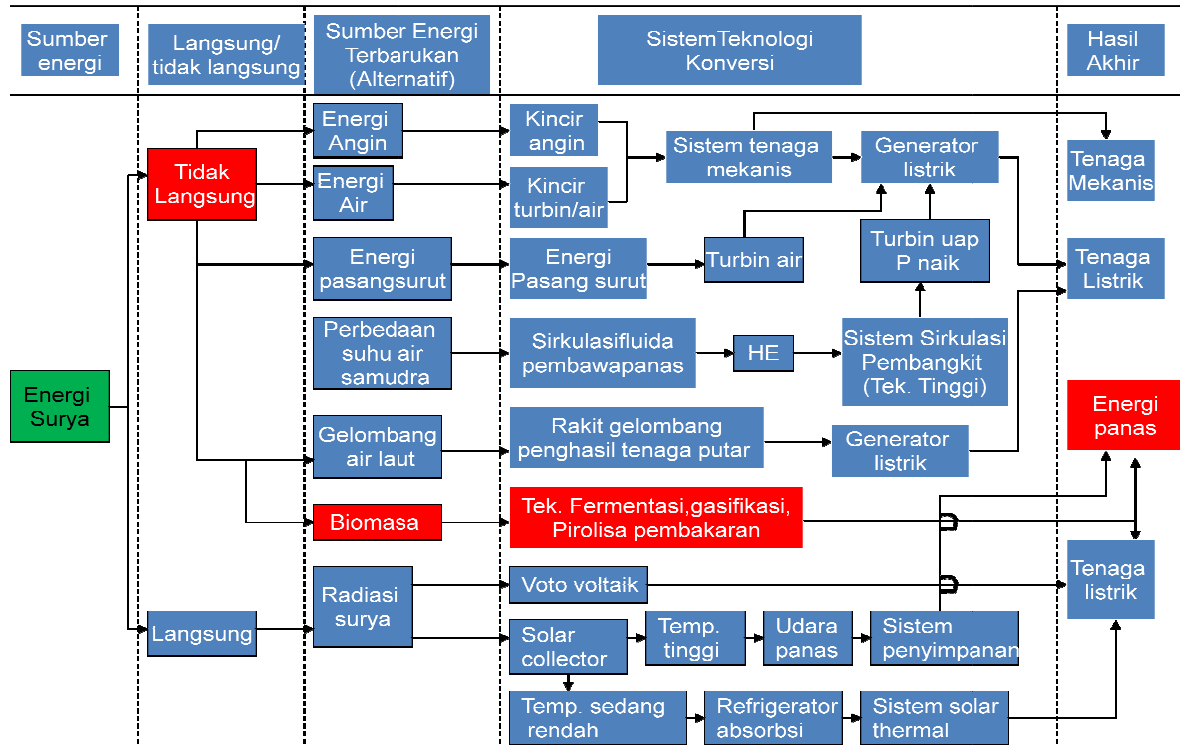 Sumber
energi
Langsung/
tidak langsung
Sumber Energi
Terbarukan
(Alternatif)
SistemTeknologi
Konversi
Hasil
Akhir
Energi
Surya
Tidak
Langsung
Langsung
Energi
Angin
Energi
Air
Energi
pasangsurut
Perbedaan
suhu air
samudra
Gelombang
air laut
Biomasa
Radiasi
surya
Kincir
angin
Kincir
turbin/air
Sistem tenaga
mekanis
Generator
listrik
Energi
Pasang surut
Turbin air
Turbin uap
P naik
Sirkulasifluida
pembawapanas
HE
Sistem Sirkulasi
Pembangkit
(Tek. Tinggi)
Rakit gelombang
penghasil tenaga putar
Generator
listrik
Tek. Fermentasi,gasifikasi,
Pirolisa pembakaran
Voto voltaik
Solar
collector
Temp.
tinggi
Udara
panas
Sistem
penyimpanan
Temp. sedang
rendah
Refrigerator
absorbsi
Sistem solar
thermal
Tenaga
Mekanis
Tenaga
Listrik
Energi
panas
Tenaga
listrik